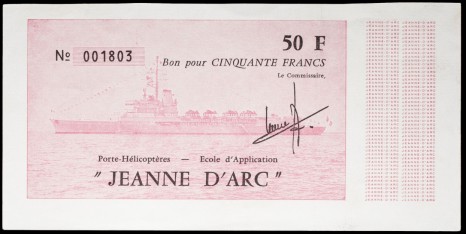 50 F
Nº 001803
Bon pour CINQUANTE FRANCS
Le Commissaire,
Porte-Hélicoptères — Ecole d'Application
" JEANNE D'ARC "